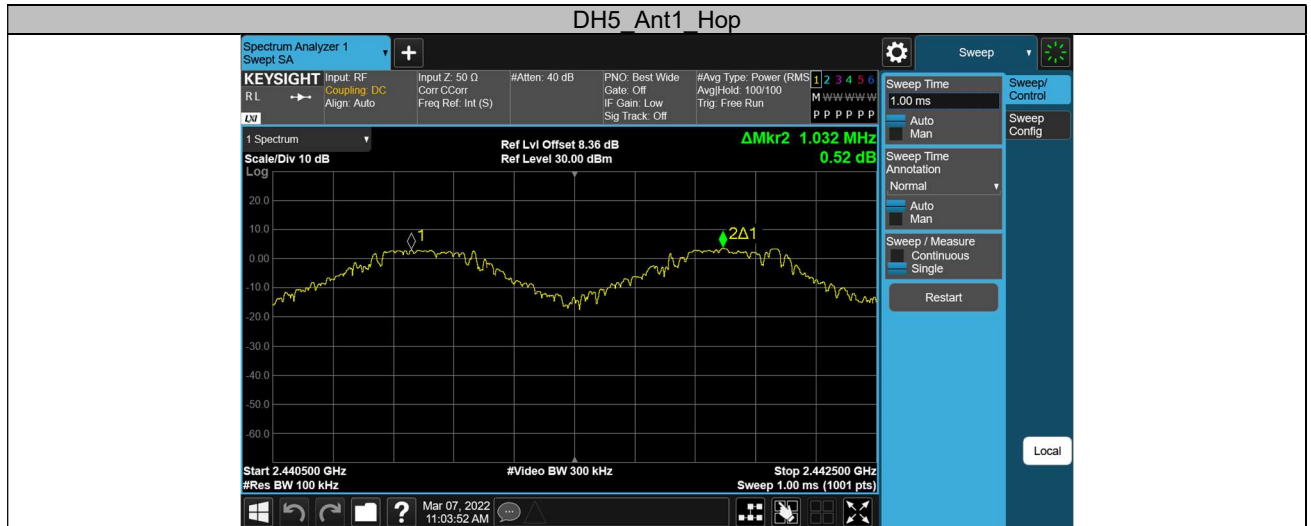 DH5_Ant1_Hop
Spectrum Analyzer 1
Swept SA
+
Sweep
KEYSIGHT
RL
LXI
Input: RF
Coupling: DC
Align: Auto
Input Z: 50 Ω
Corr CCorr
Freq Ref: Int (S)
#Atten: 40 dB
PNO: Best Wide
Gate: Off
IF Gain: Low
Sig Track: Off
#Avg Type: Power (RMS
Avg|Hold: 100/100
Trig: Free Run
1 2 3 4 5 6
M W W W W W
P P P P P P
1 Spectrum
Scale/Div 10 dB
Log
Ref Lvl Offset 8.36 dB
Ref Level 30.00 dBm
ΔMkr2 1.032 MHz
0.52 dB
20.0
10.0
0.00
-10.0
-20.0
-30.0
-40.0
-50.0
-60.0
1
2Δ1
Start 2.440500 GHz
#Res BW 100 kHz
#Video BW 300 kHz
Stop 2.442500 GHz
Sweep 1.00 ms (1001 pts)
Sweep Time
1.00 ms
Auto
Man
Sweep Time
Annotation
Normal
Auto
Man
Sweep / Measure
Continuous
Single
Restart
Sweep/
Control
Sweep
Config
Local
?
Mar 07, 2022
11:03:52 AM